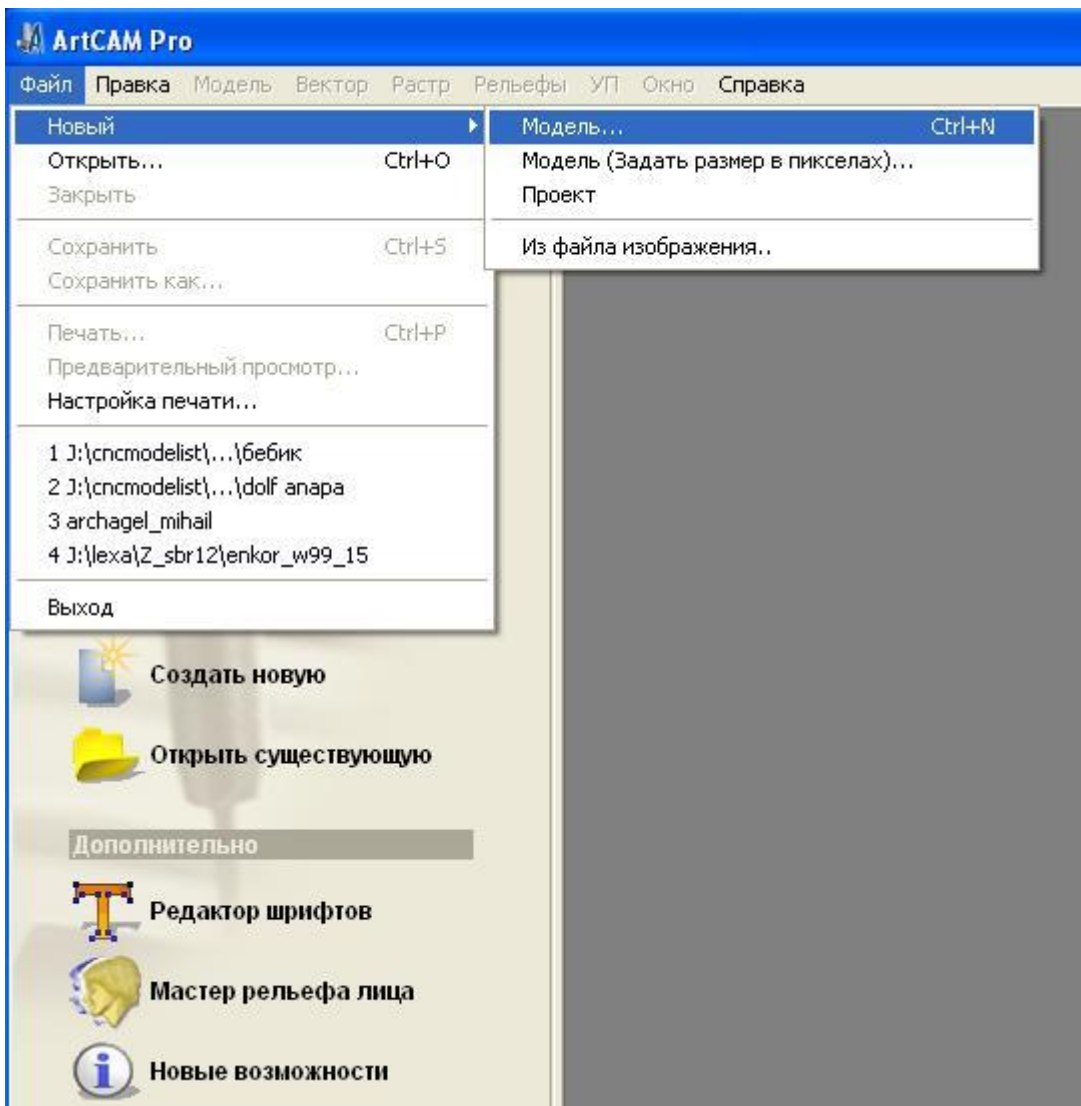 ArtCAM Pro
Файл Правка Модель Вектор Растр Рельефы УП Окно Справка
Новый
Модель... Ctrl+N
Открыть... Ctrl+O
Модель (Задать размер в пикселах)...
Закрыть
Проект
Сохранить Ctrl+S
Из файла изображения..
Сохранить как...
Печать... Ctrl+P
Предварительный просмотр...
Настройка печати...
1 J:\cncmodelist\...\бебик
2 J:\cncmodelist\...\dolf anapa
3 archagel_mihail
4 J:\lexa\Z_sbr12\enkor_w99_15
Выход
Создать новую
Открыть существующую
Дополнительно
Редактор шрифтов
Мастер рельефа лица
Новые возможности